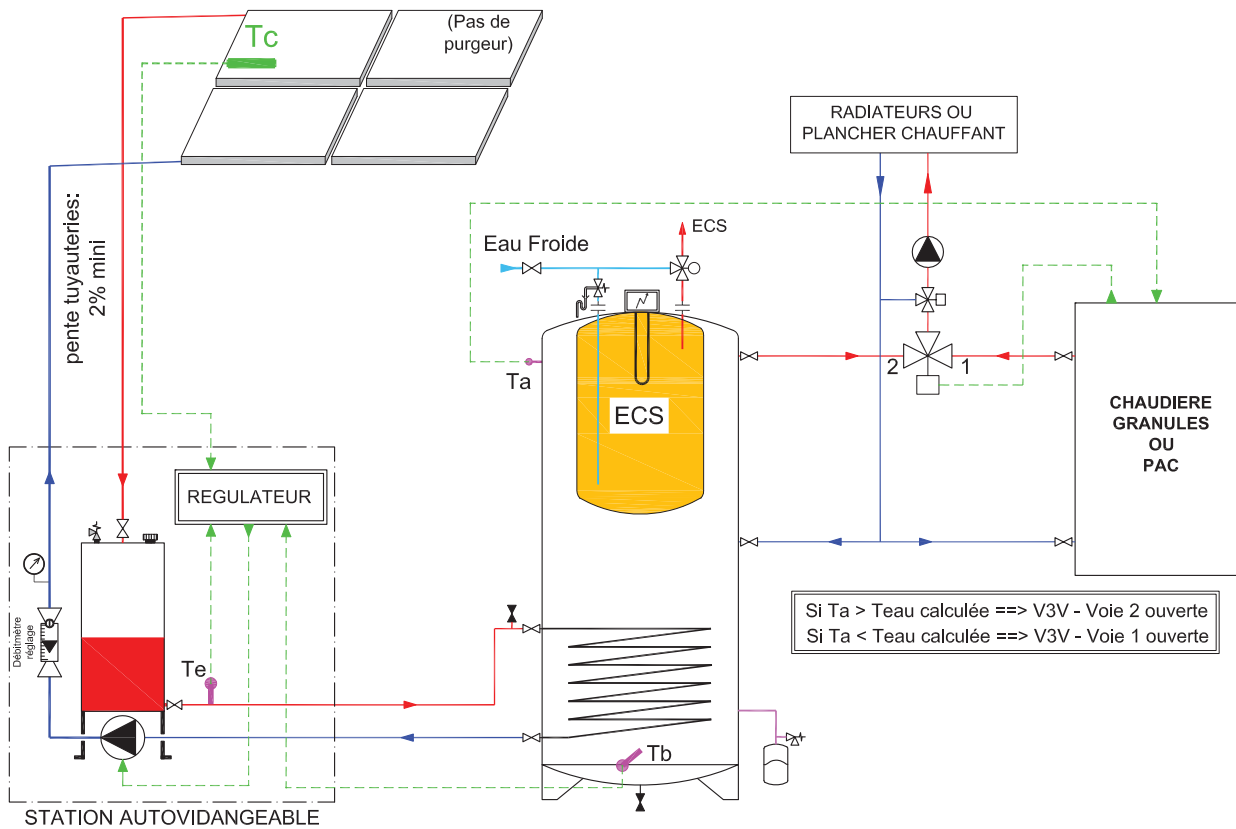 Tc
(Pas de
purgeur)
RADIATEURS OU
PLANCHER CHAUFFANT
pente tuyauteries:
2% mini
Eau Froide
ECS
Ta
2
1
ECS
CHAUDIERE
GRANULES
OU
PAC
REGULATEUR
Débitmètre
réglage
Te
Tb
Si Ta > Teau calculée ==> V3V - Voie 2 ouverte
Si Ta < Teau calculée ==> V3V - Voie 1 ouverte
STATION AUTOVIDANGEABLE